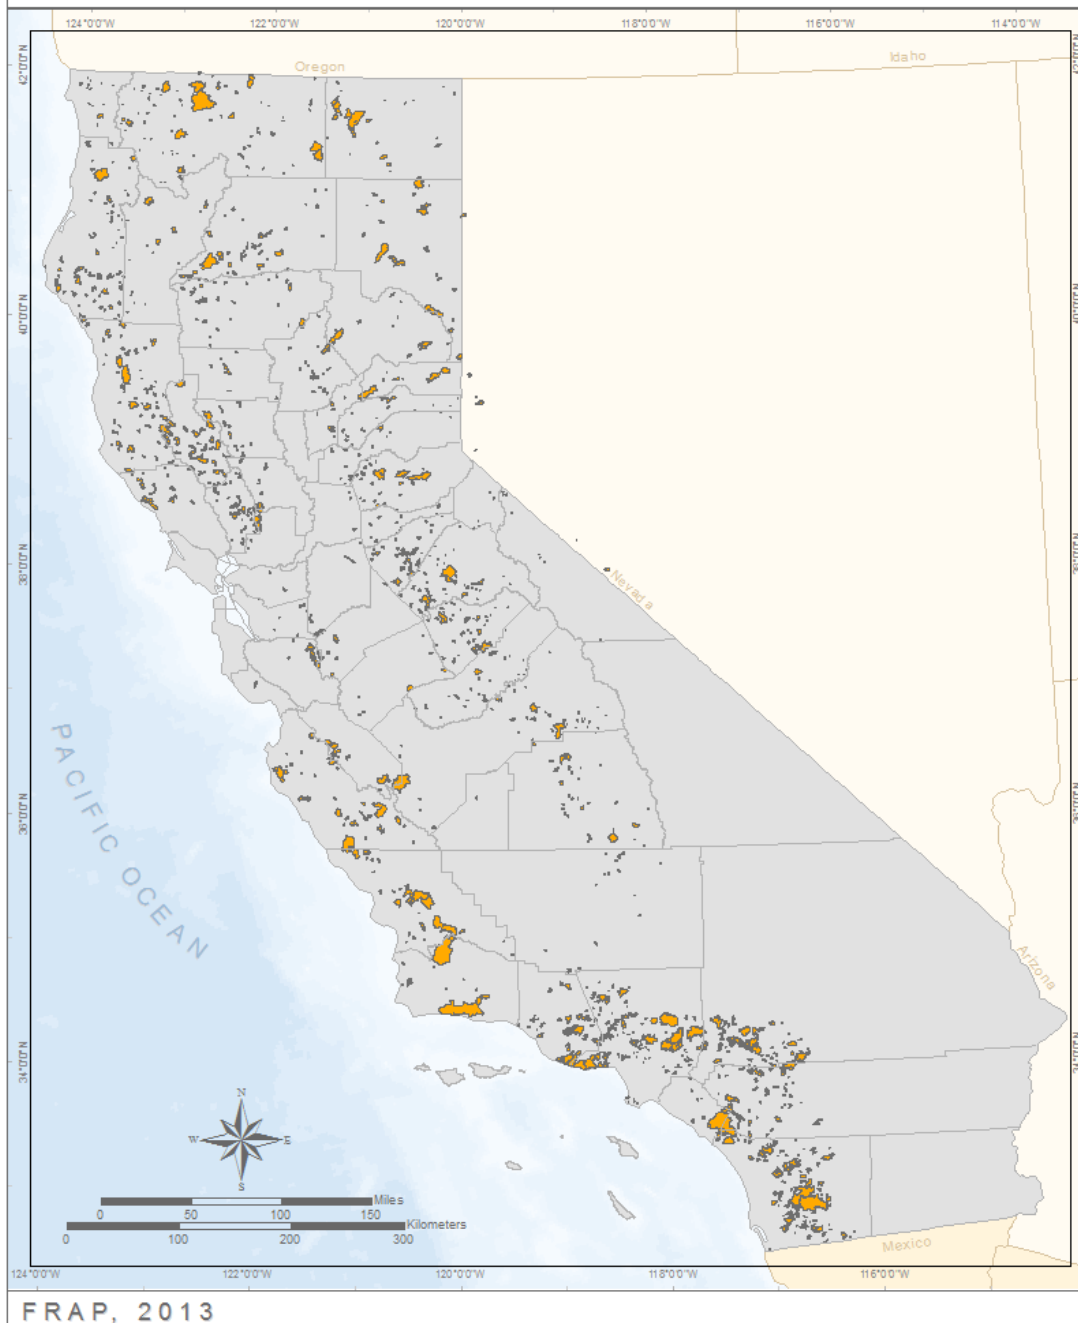 124°0'0"W 122°0'0"W 120°0'0"W 118°0'0"W 116°0'0"W 114°0'0"W
Oregon
Idaho
42°0'0"N
40°0'0"N
38°0'0"N
36°0'0"N
34°0'0"N
Nevada
PACIFIC OCEAN
Arizona
N
W E
S
Miles
0 50 100 150
Kilometers
0 100 200 300
Mexico
124°0'0"W 122°0'0"W 120°0'0"W 118°0'0"W 116°0'0"W
FRAP, 2013